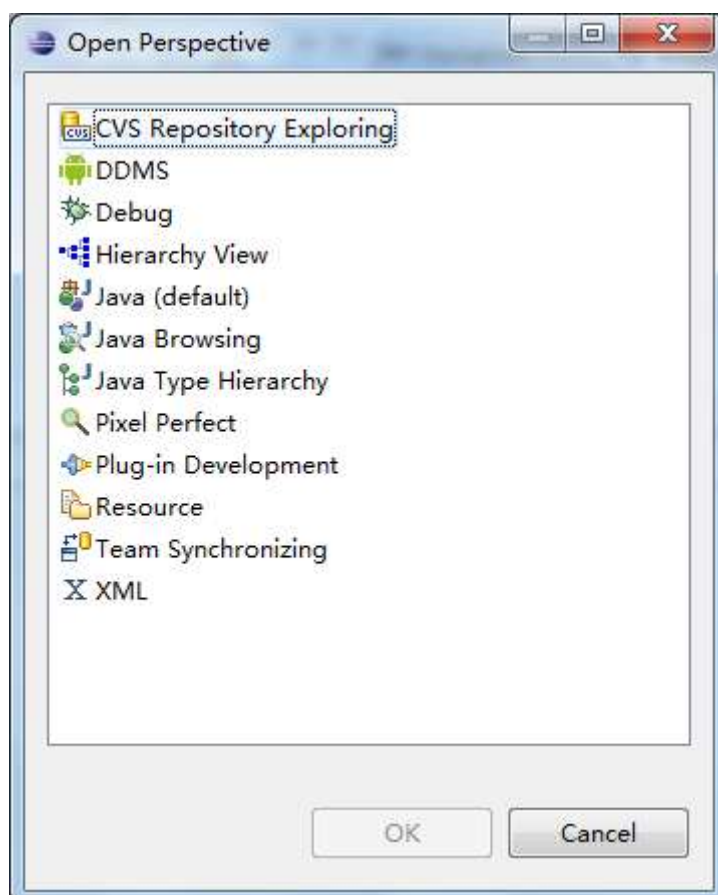 Open Perspective
CVS Repository Exploring
DDMS
Debug
Hierarchy View
Java (default)
Java Browsing
Java Type Hierarchy
Pixel Perfect
Plug-in Development
Resource
Team Synchronizing
X XML
OK
Cancel